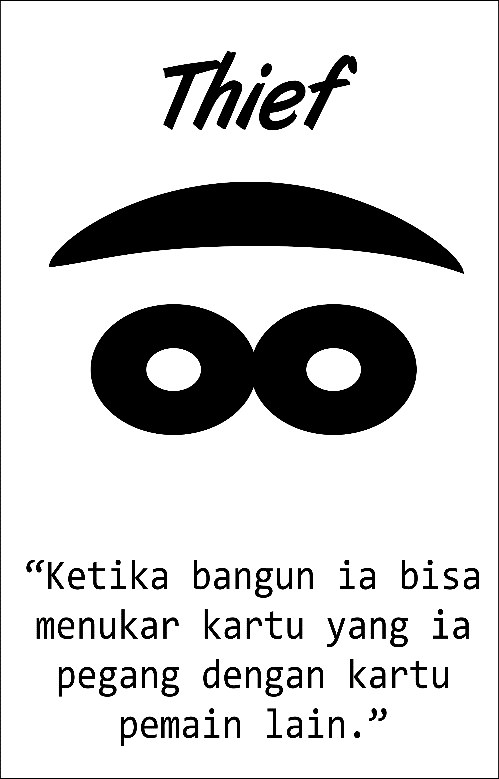 Thief
“Ketika bangun ia bisa
menukar kartu yang ia
pegang dengan kartu
pemain lain.”